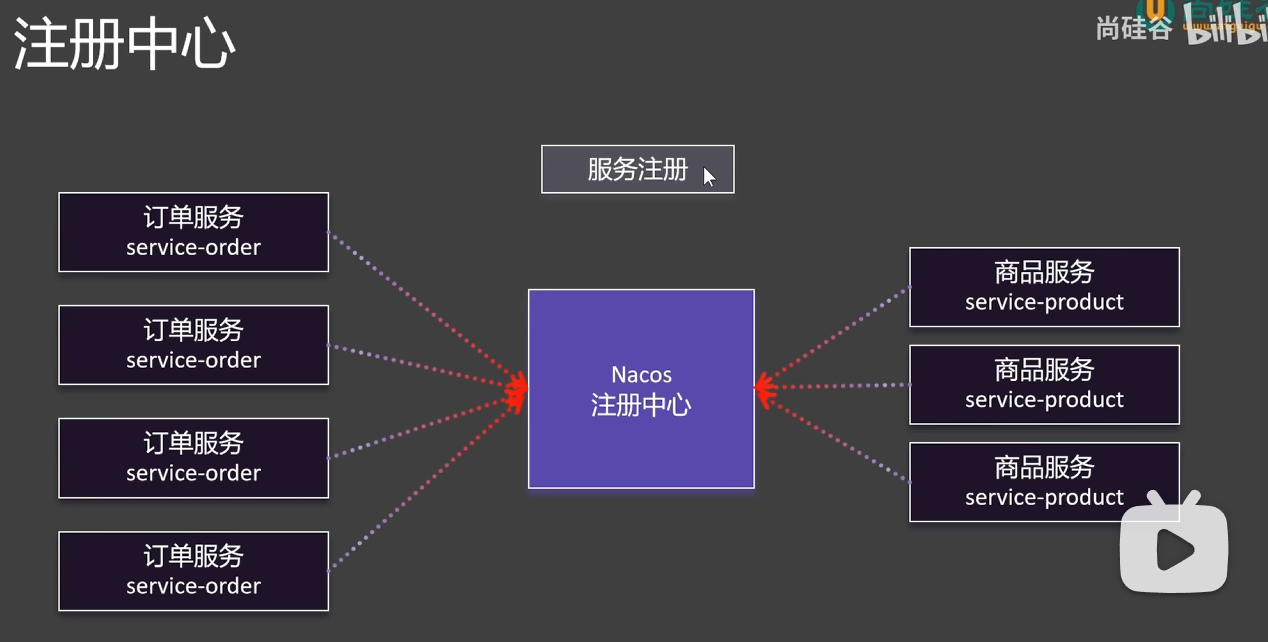 注册中心
尚硅谷
bilibili
服务注册
订单服务
service-order
订单服务
service-order
订单服务
service-order
订单服务
service-order
Nacos
注册中心
商品服务
service-product
商品服务
service-product
商品服务
service-product